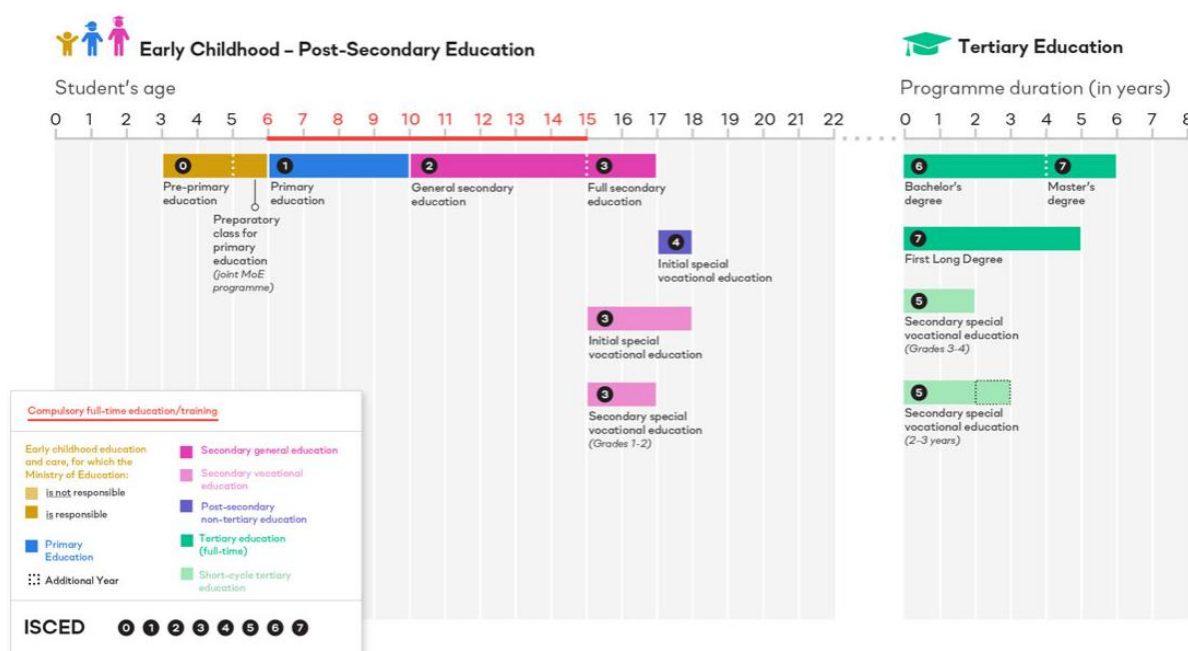 Early Childhood – Post-Secondary Education
Student's age
0 1 2 3 4 5 6 7 8 9 10 11 12 13 14 15 16 17 18 19 20 21 22
0
Pre-primary
education
Preparatory
class for
primary
education
(joint MoE
programme)
1
Primary
education
2
General secondary
education
3
Full secondary
education
4
Initial special
vocational education
3
Initial special
vocational education
3
Secondary special
vocational education
(Grades 1-2)
Tertiary Education
Programme duration (in years)
0 1 2 3 4 5 6 7 8
6
Bachelor's
degree
7
Master's
degree
7
First Long Degree
5
Secondary special
vocational education
(Grades 3-4)
5
Secondary special
vocational education
(2-3 years)
Compulsory full-time education/training
Early childhood education
and care, for which the
Ministry of Education:
is not responsible
is responsible
Primary
Education
Additional Year
Secondary general education
Secondary vocational
education
Post-secondary
non-tertiary education
Tertiary education
(full-time)
Short-cycle tertiary
education
ISCED 0 1 2 3 4 5 6 7